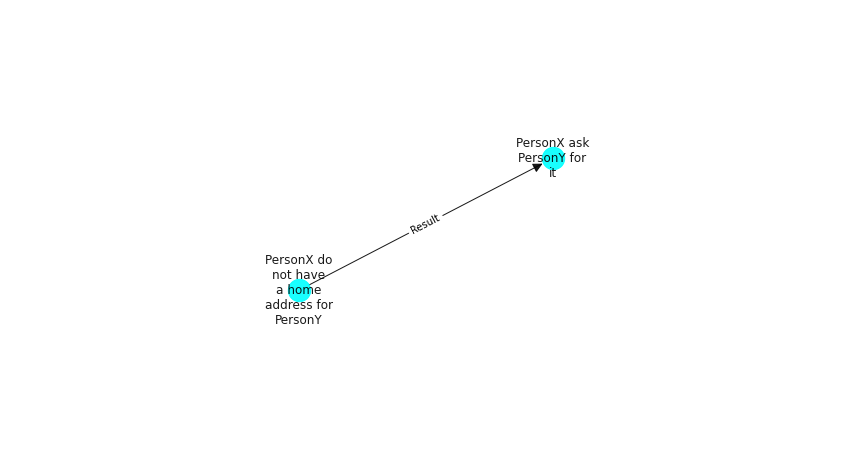 PersonX ask
PersonY for
it
Result
PersonX do
not have
a home
address for
PersonY